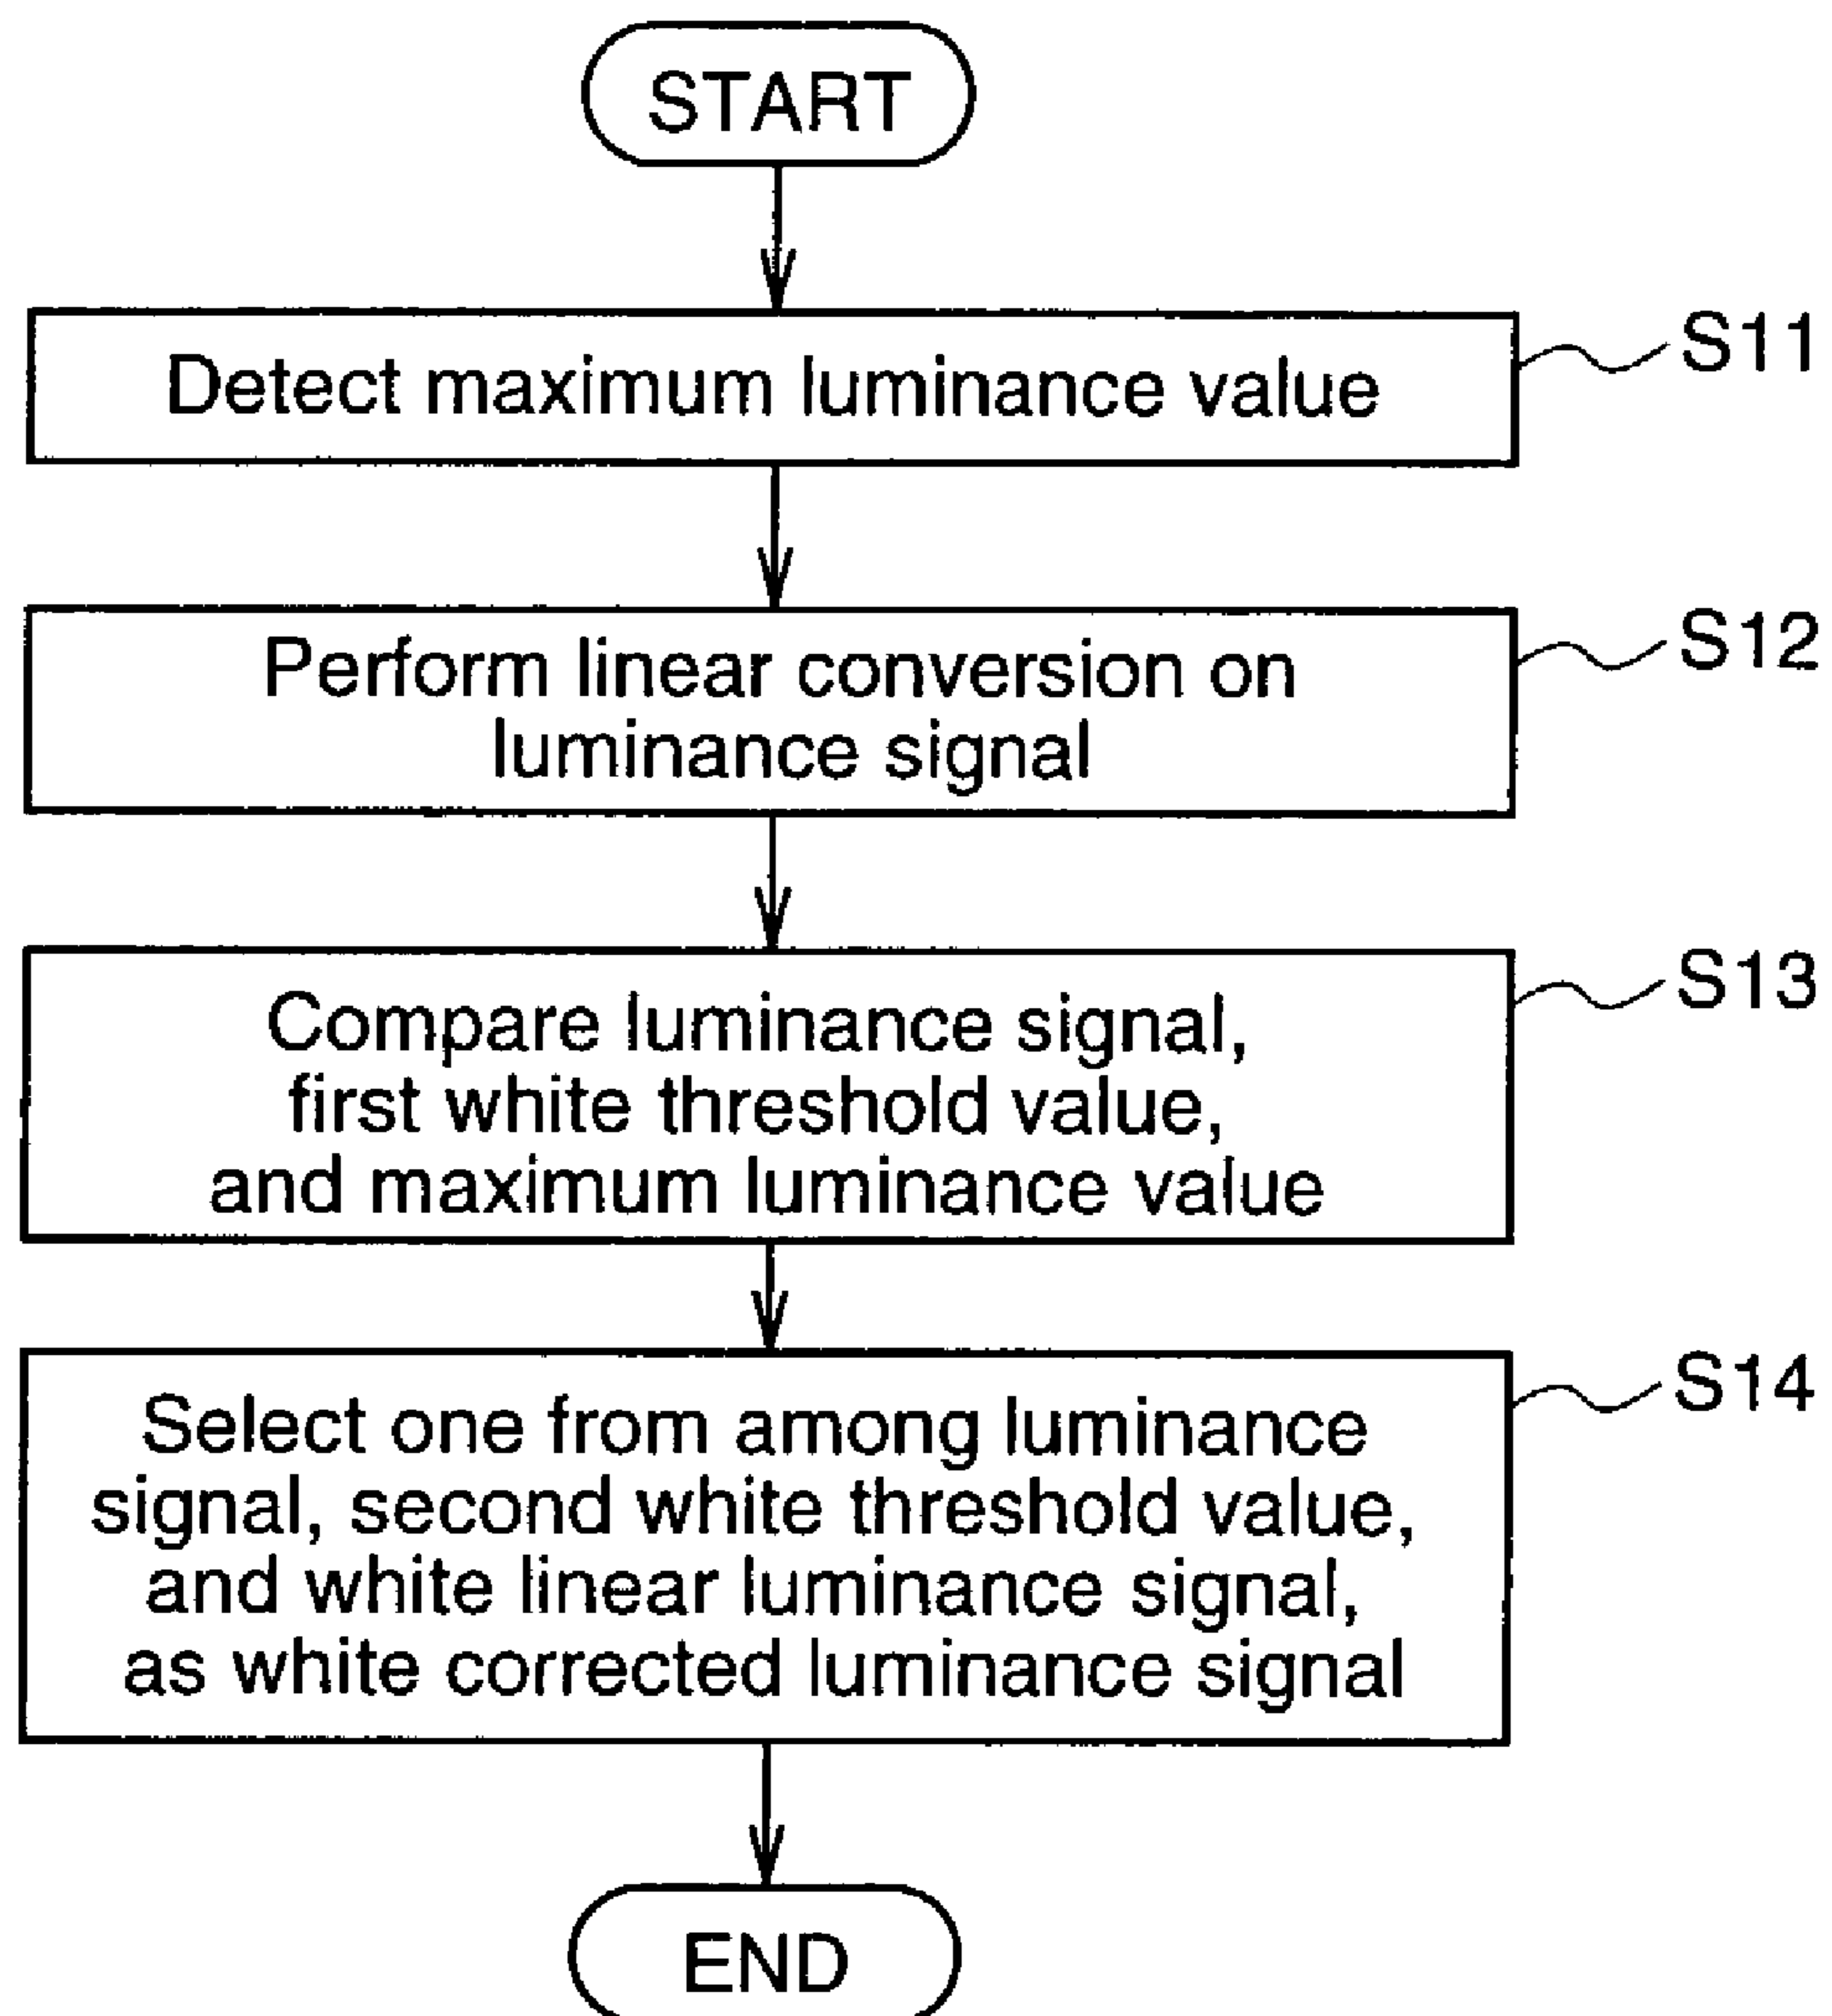 START
Detect maximum luminance value
S11
Perform linear conversion on
luminance signal
S12
Compare luminance signal,
first white threshold value,
and maximum luminance value
S13
Select one from among luminance
signal, second white threshold value,
and white linear luminance signal,
as white corrected luminance signal
S14
END